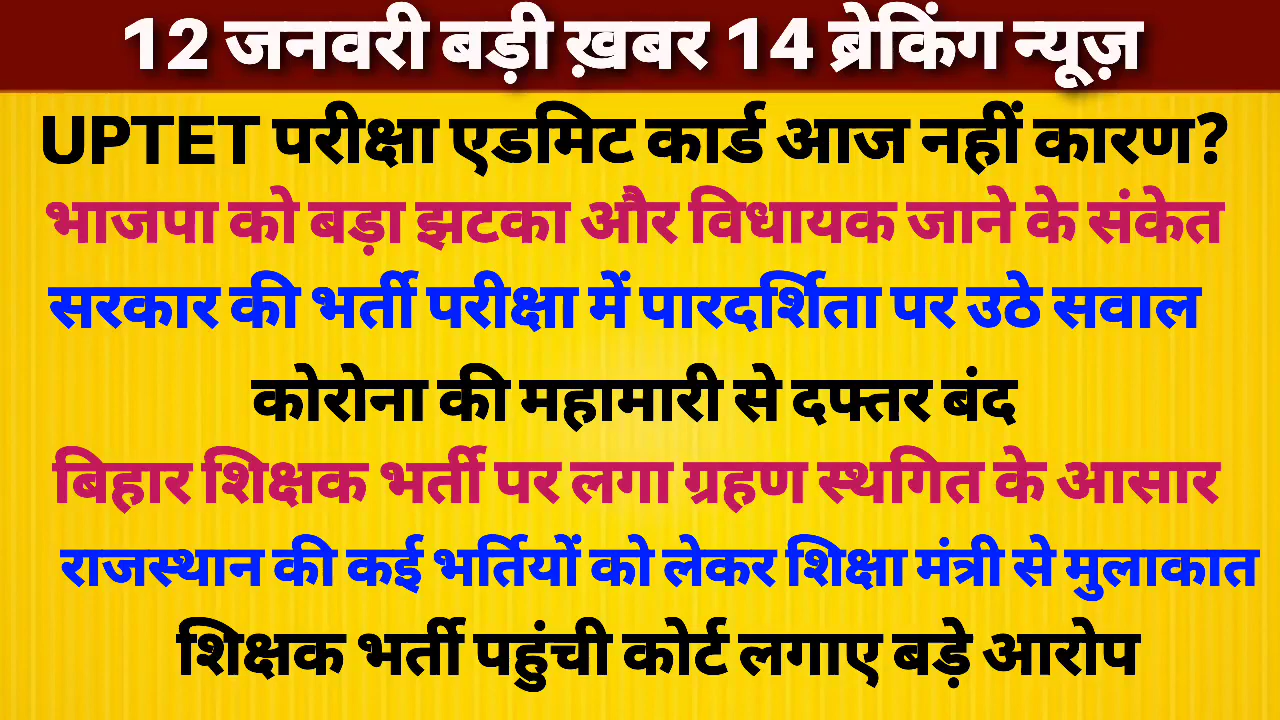 12 जनवरी बड़ी ख़बर 14 ब्रेकिंग न्यूज़
UPTET परीक्षा एडमिट कार्ड आज नहीं कारण?
भाजपा को बड़ा झटका और विधायक जाने के संकेत
सरकार की भर्ती परीक्षा में पारदर्शिता पर उठे सवाल
कोरोना की महामारी से दफ्तर बंद
बिहार शिक्षक भर्ती पर लगा ग्रहण स्थगित के आसार
राजस्थान की कई भर्तियों को लेकर शिक्षा मंत्री से मुलाकात
शिक्षक भर्ती पहुंची कोर्ट लगाए बड़े आरोप